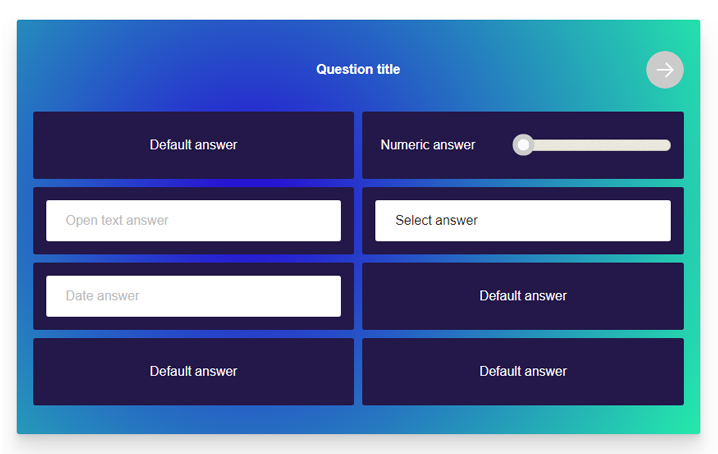 Question title
Default answer
Numeric answer
Open text answer
Select answer
Date answer
Default answer
Default answer
Default answer